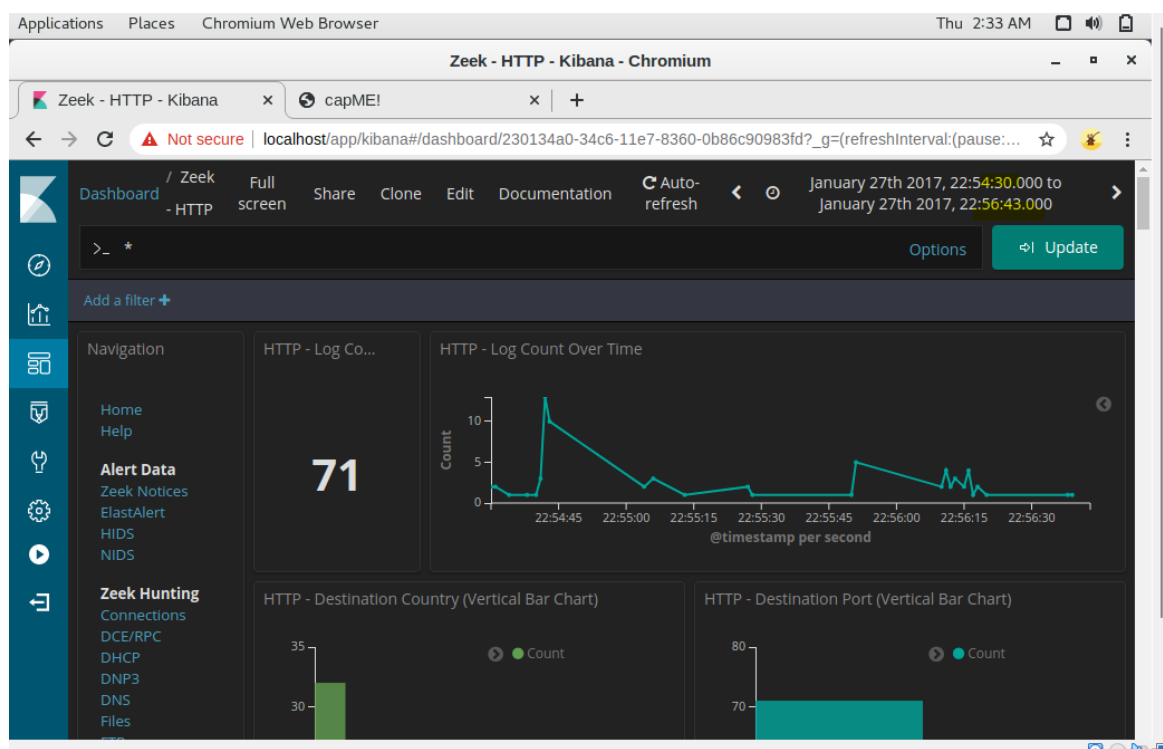 Applications Places Chromium Web Browser Thu 2:33 AM
Zeek - HTTP - Kibana - Chromium
Zeek - HTTP - Kibana × capME! × +
Not secure | localhost/app/kibana#/dashboard/230134a0-34c6-11e7-8360-0b86c90983fd?_g=(refreshInterval:(pause:...
Dashboard / Zeek - HTTP
Full screen
Share
Clone
Edit
Documentation
Auto-refresh
January 27th 2017, 22:54:30.000 to
January 27th 2017, 22:56:43.000
>_ *
Options
Update
Add a filter +
Navigation
Home
Help
Alert Data
Zeek Notices
ElastAlert
HIDS
NIDS
Zeek Hunting
Connections
DCE/RPC
DHCP
DNP3
DNS
Files
HTTP - Log Co...
71
HTTP - Log Count Over Time
Count
10
5
0
22:54:45 22:55:00 22:55:15 22:55:30 22:55:45 22:56:00 22:56:15 22:56:30
@timestamp per second
HTTP - Destination Country (Vertical Bar Chart)
35
30
Count
HTTP - Destination Port (Vertical Bar Chart)
80
70
Count